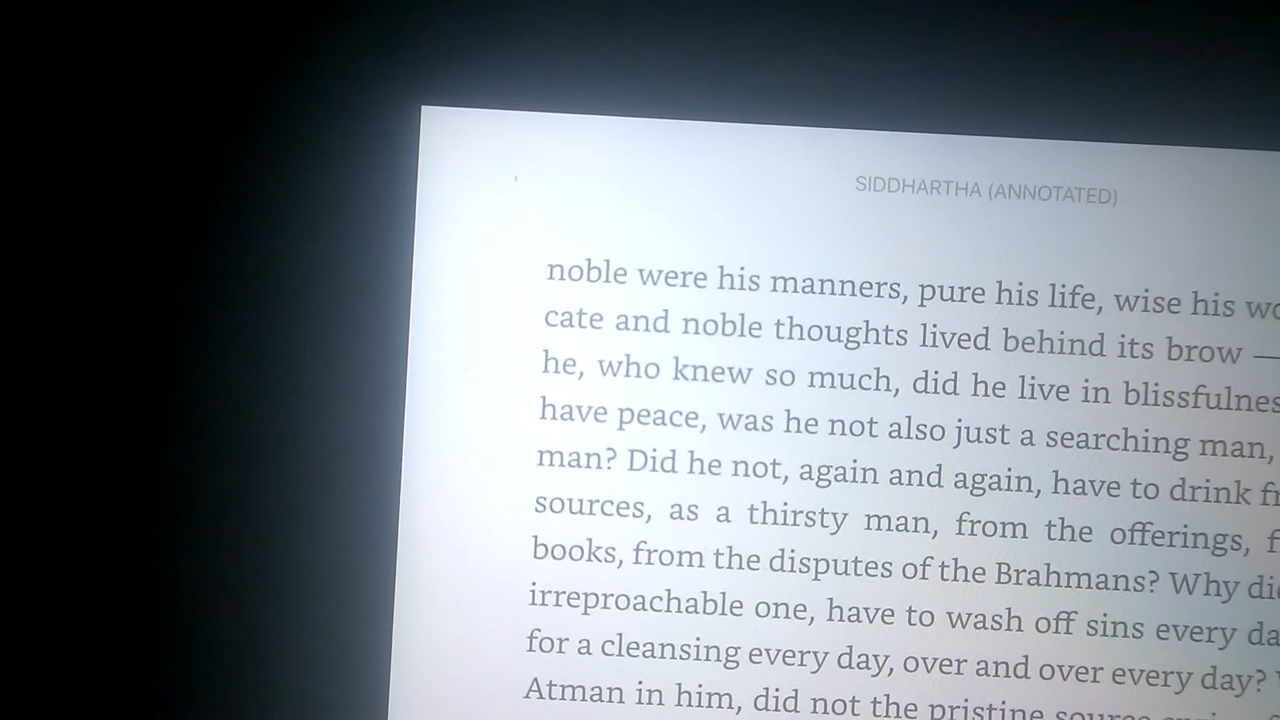 SIDDHARTHA (ANNOTATED)
noble were his manners, pure his life, wise his
cate and noble thoughts lived behind its brow —
he, who knew so much, did he live in
have peace, was he not also just a searching man,
man? Did he not, again and again, have to drink
sources, as a thirsty man, from the offerings,
books, from the disputes of the Brahmans? Why
irreproachable one, have to wash off sins every
for a cleansing every day, over and over every day?
Atman in him, did not the pristine